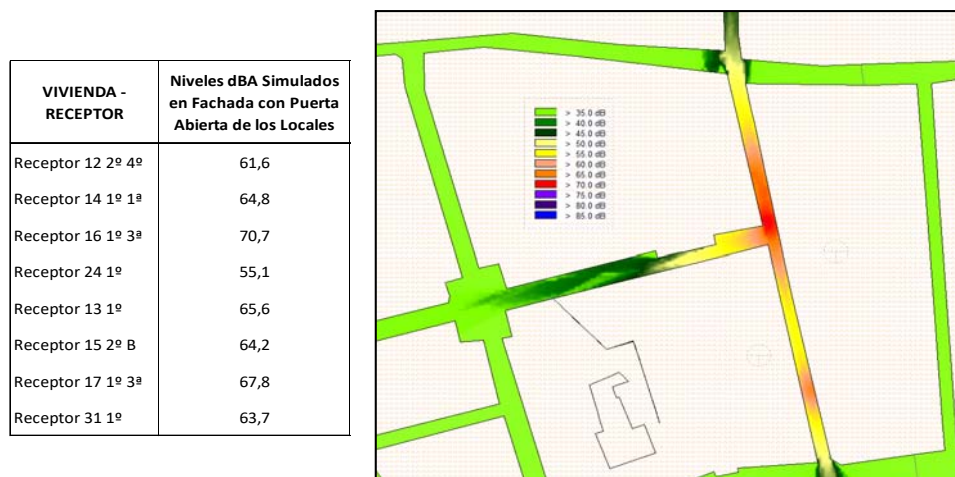 VIVIENDA -
RECEPTOR
Niveles dBA Simulados
en Fachada con Puerta
Abierta de los Locales
Receptor 12 2º 4º 61,6
Receptor 14 1º 1ª 64,8
Receptor 16 1º 3ª 70,7
Receptor 24 1º 55,1
Receptor 13 1º 65,6
Receptor 15 2º B 64,2
Receptor 17 1º 3ª 67,8
Receptor 31 1º 63,7
> 35.0 dB
> 40.0 dB
> 45.0 dB
> 50.0 dB
> 55.0 dB
> 60.0 dB
> 65.0 dB
> 70.0 dB
> 75.0 dB
> 80.0 dB
> 85.0 dB